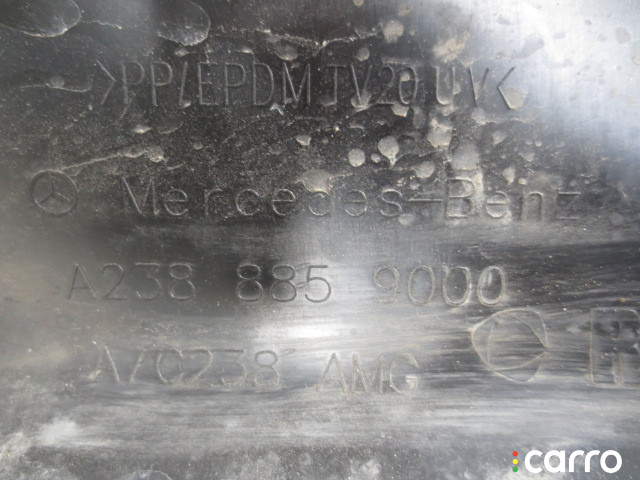 >PP/EPDM TV20 UV<
Mercedes-Benz
A238 885 9000
A/C238 AMG
carro